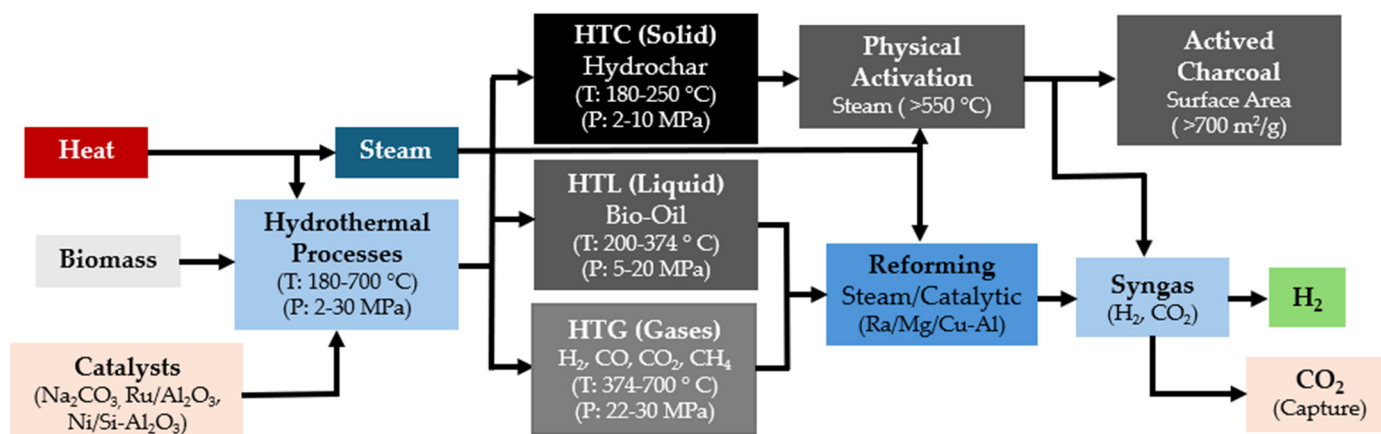 Heat
Steam
Biomass
Hydrothermal
Processes
(T: 180-700 °C)
(P: 2-30 MPa)
Catalysts
(Na₂CO₃, Ru/Al₂O₃,
Ni/Si-Al₂O₃)
HTC (Solid)
Hydrochar
(T: 180-250 °C)
(P: 2-10 MPa)
HTL (Liquid)
Bio-Oil
(T: 200-374 ° C)
(P: 5-20 MPa)
HTG (Gases)
H₂, CO, CO₂, CH₄
(T: 374-700 ° C)
(P: 22-30 MPa)
Physical
Activation
Steam ( >550 °C)
Reforming
Steam/Catalytic
(Ra/Mg/Cu-Al)
Actived
Charcoal
Surface Area
( >700 m²/g)
Syngas
(H₂, CO₂)
H₂
CO₂
(Capture)